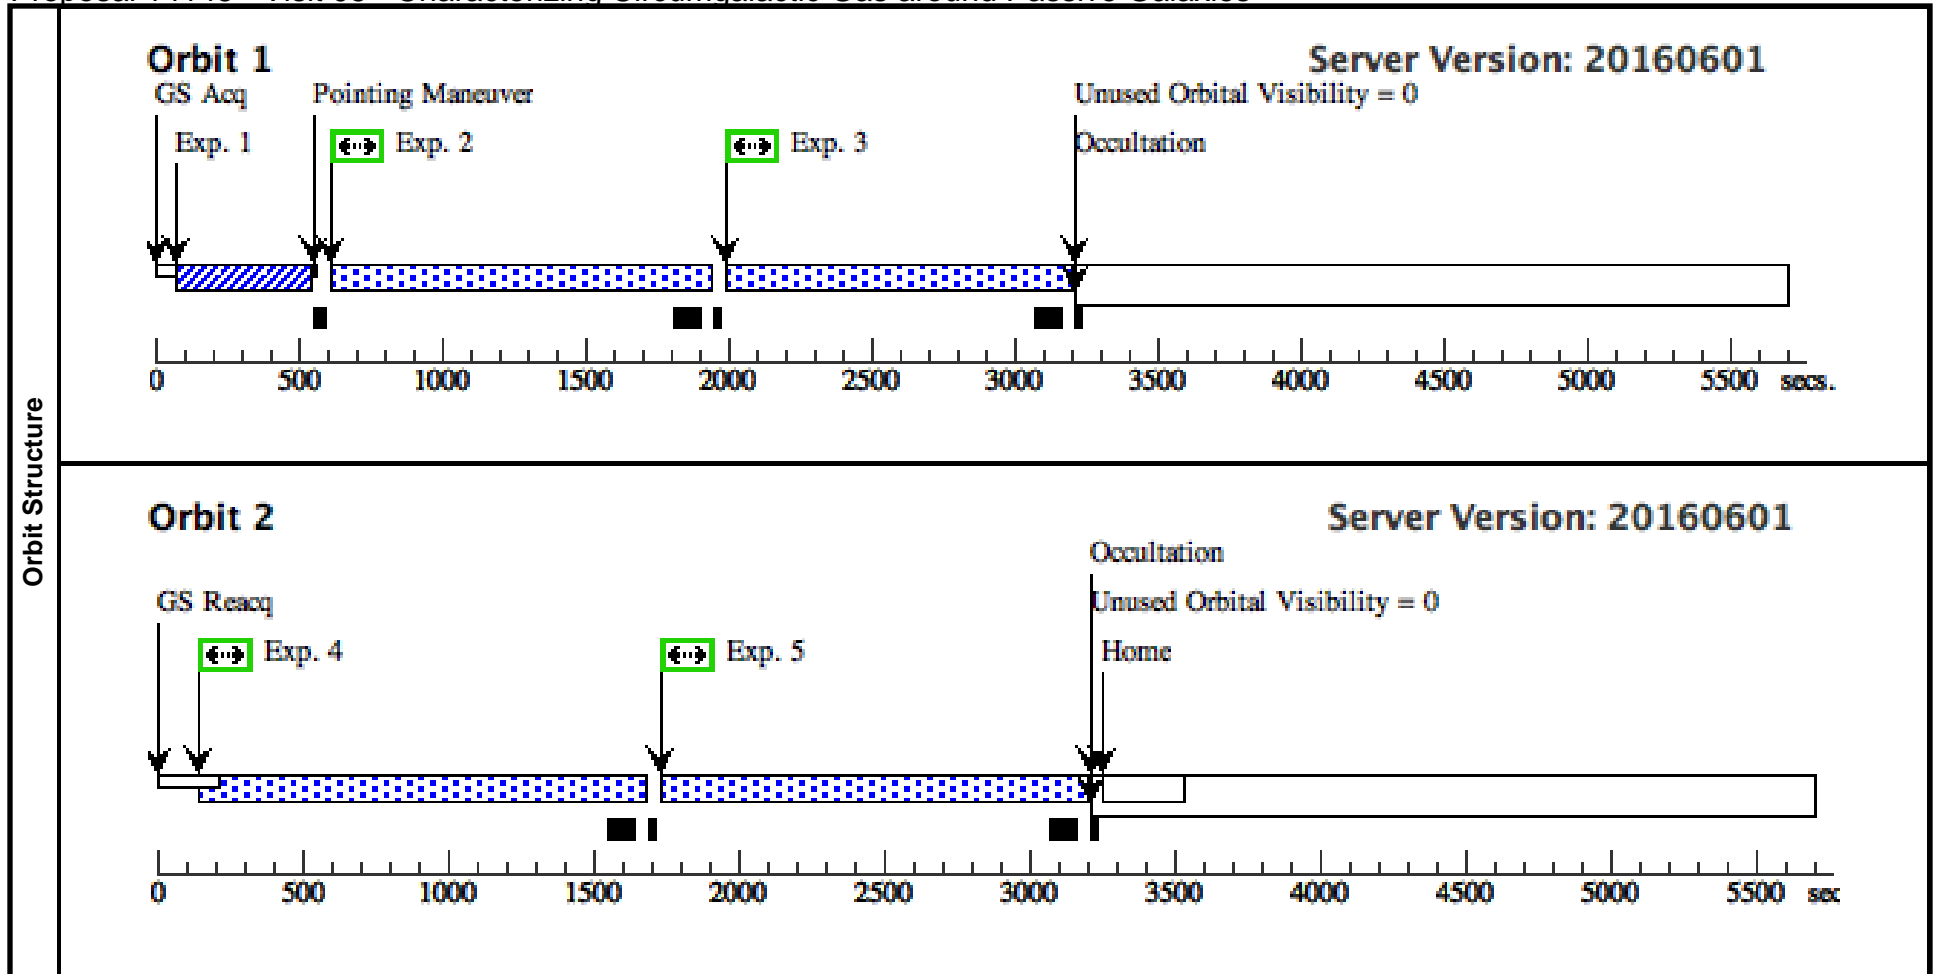 Orbit Structure
Orbit 1
Server Version: 20160601
GS Acq
Pointing Maneuver
Unused Orbital Visibility = 0
Exp. 1
Exp. 2
Exp. 3
Occultation
0 500 1000 1500 2000 2500 3000 3500 4000 4500 5000 5500 secs.
Orbit 2
Server Version: 20160601
Occultation
GS Reacq
Unused Orbital Visibility = 0
Exp. 4
Exp. 5
Home
0 500 1000 1500 2000 2500 3000 3500 4000 4500 5000 5500 sec